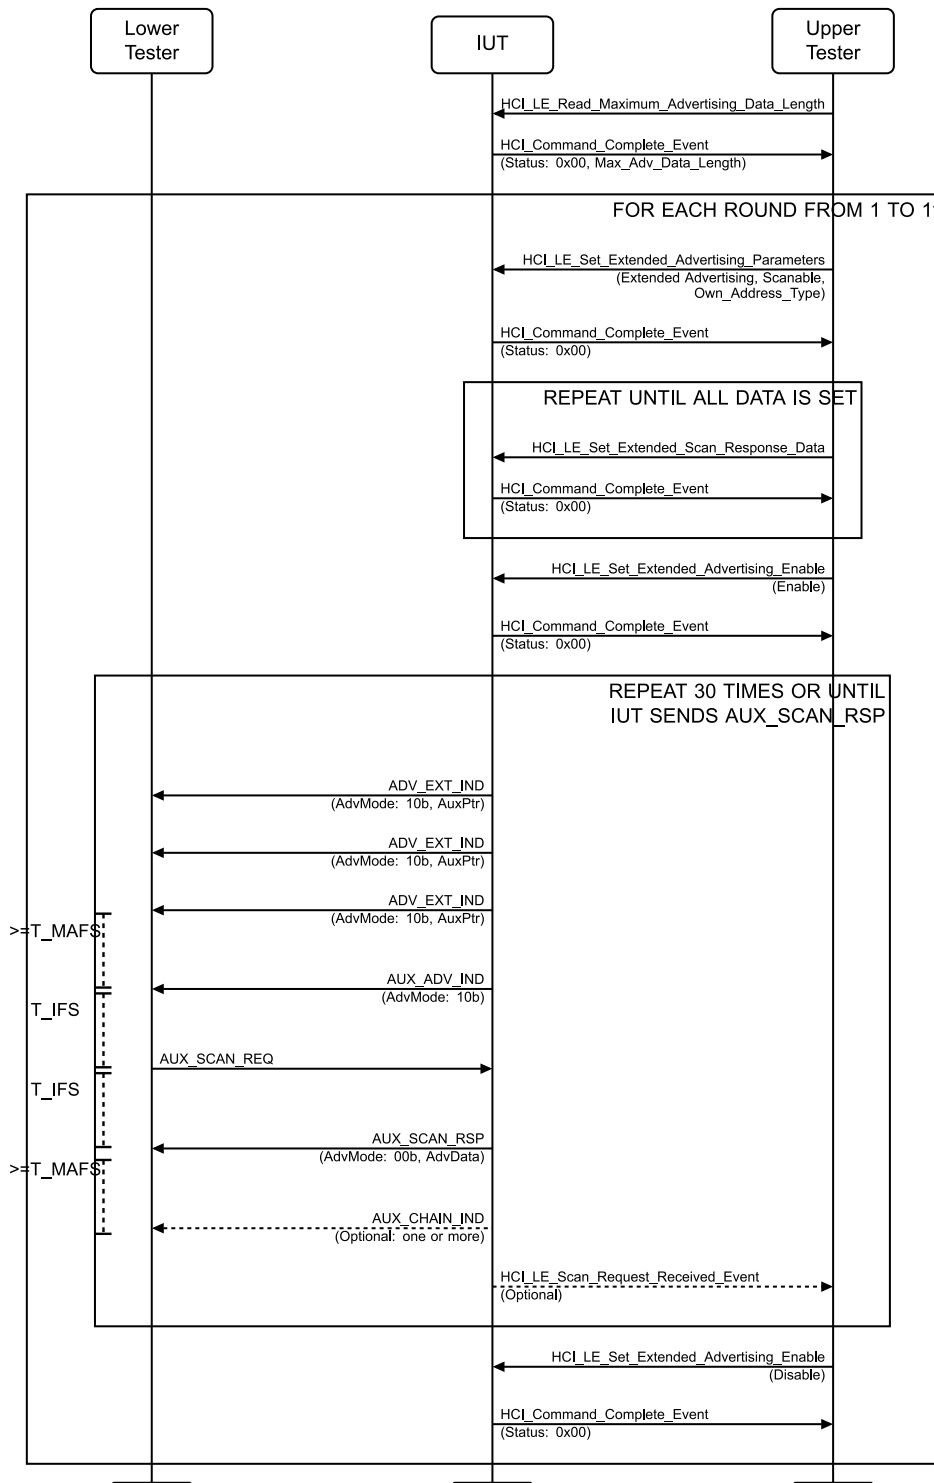 Lower
Tester
IUT
Upper
Tester
HCI_LE_Read_Maximum_Advertising_Data_Length
HCI_Command_Complete_Event
(Status: 0x00, Max_Adv_Data_Length)
FOR EACH ROUND FROM 1 TO
HCI_LE_Set_Extended_Advertising_Parameters
(Extended Advertising, Scanable,
Own_Address_Type)
HCI_Command_Complete_Event
(Status: 0x00)
REPEAT UNTIL ALL DATA IS SET
HCI_LE_Set_Extended_Scan_Response_Data
HCI_Command_Complete_Event
(Status: 0x00)
HCI_LE_Set_Extended_Advertising_Enable
(Enable)
HCI_Command_Complete_Event
(Status: 0x00)
REPEAT 30 TIMES OR UNTIL
IUT SENDS AUX_SCAN_RSP
ADV_EXT_IND
(AdvMode: 10b, AuxPtr)
ADV_EXT_IND
(AdvMode: 10b, AuxPtr)
ADV_EXT_IND
(AdvMode: 10b, AuxPtr)
>=T_MAFS
AUX_ADV_IND
(AdvMode: 10b)
T_IFS
AUX_SCAN_REQ
T_IFS
AUX_SCAN_RSP
(AdvMode: 00b, AdvData)
>=T_MAFS
AUX_CHAIN_IND
(Optional: one or more)
HCI_LE_Scan_Request_Received_Event
(Optional)
HCI_LE_Set_Extended_Advertising_Enable
(Disable)
HCI_Command_Complete_Event
(Status: 0x00)